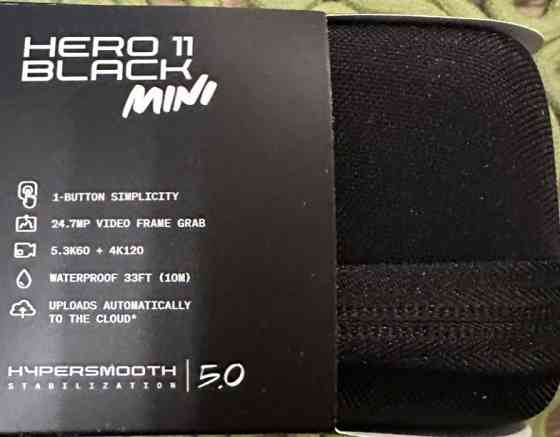 HERO 11
BLACK
MINI
1-BUTTON SIMPLICITY
24.7MP VIDEO FRAME GRAB
5.3K60 + 4K120
WATERPROOF 33FT (10M)
UPLOADS AUTOMATICALLY
TO THE CLOUD*
HYPERSMOOTH
STABILIZATION
5.0